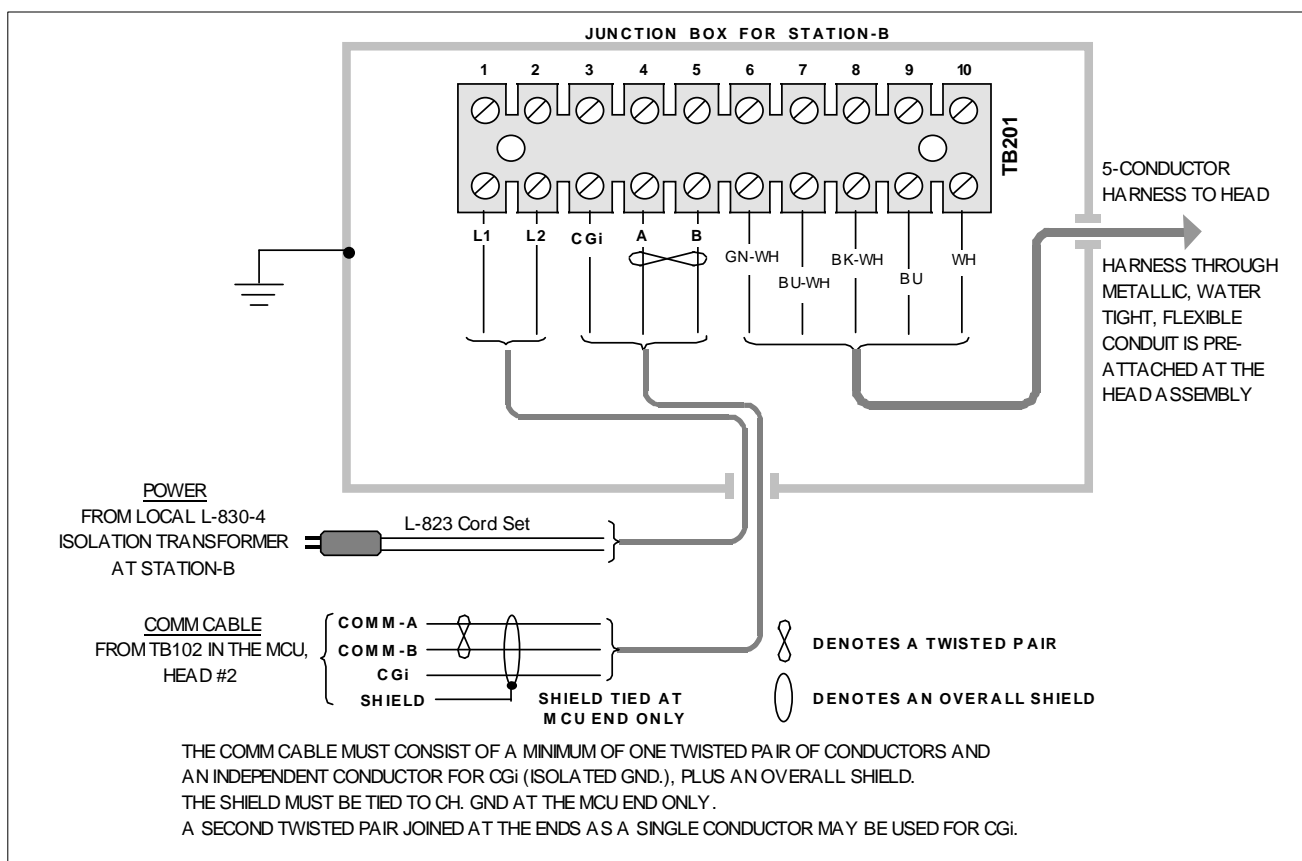 JUNCTION BOX FOR STATION-B
1 2 3 4 5 6 7 8 9 10
TB201
L1 L2 CGi A B GN-WH BU-WH BK-WH BU WH
5-CONDUCTOR
HARNESS TO HEAD
HARNESS THROUGH
METALLIC, WATER
TIGHT, FLEXIBLE
CONDUIT IS PRE-
ATTACHED AT THE
HEAD ASSEMBLY
POWER
FROM LOCAL L-830-4
ISOLATION TRANSFORMER
AT STATION-B
L-823 Cord Set
COMM CABLE
FROM TB102 IN THE MCU,
HEAD #2
COMM-A
COMM-B
CGi
SHIELD
SHIELD TIED AT
MCU END ONLY
DENOTES A TWISTED PAIR
DENOTES AN OVERALL SHIELD
THE COMM CABLE MUST CONSIST OF A MINIMUM OF ONE TWISTED PAIR OF CONDUCTORS AND
AN INDEPENDENT CONDUCTOR FOR CGi (ISOLATED GND.), PLUS AN OVERALL SHIELD.
THE SHIELD MUST BE TIED TO CH. GND AT THE MCU END ONLY.
A SECOND TWISTED PAIR JOINED AT THE ENDS AS A SINGLE CONDUCTOR MAY BE USED FOR CGi.